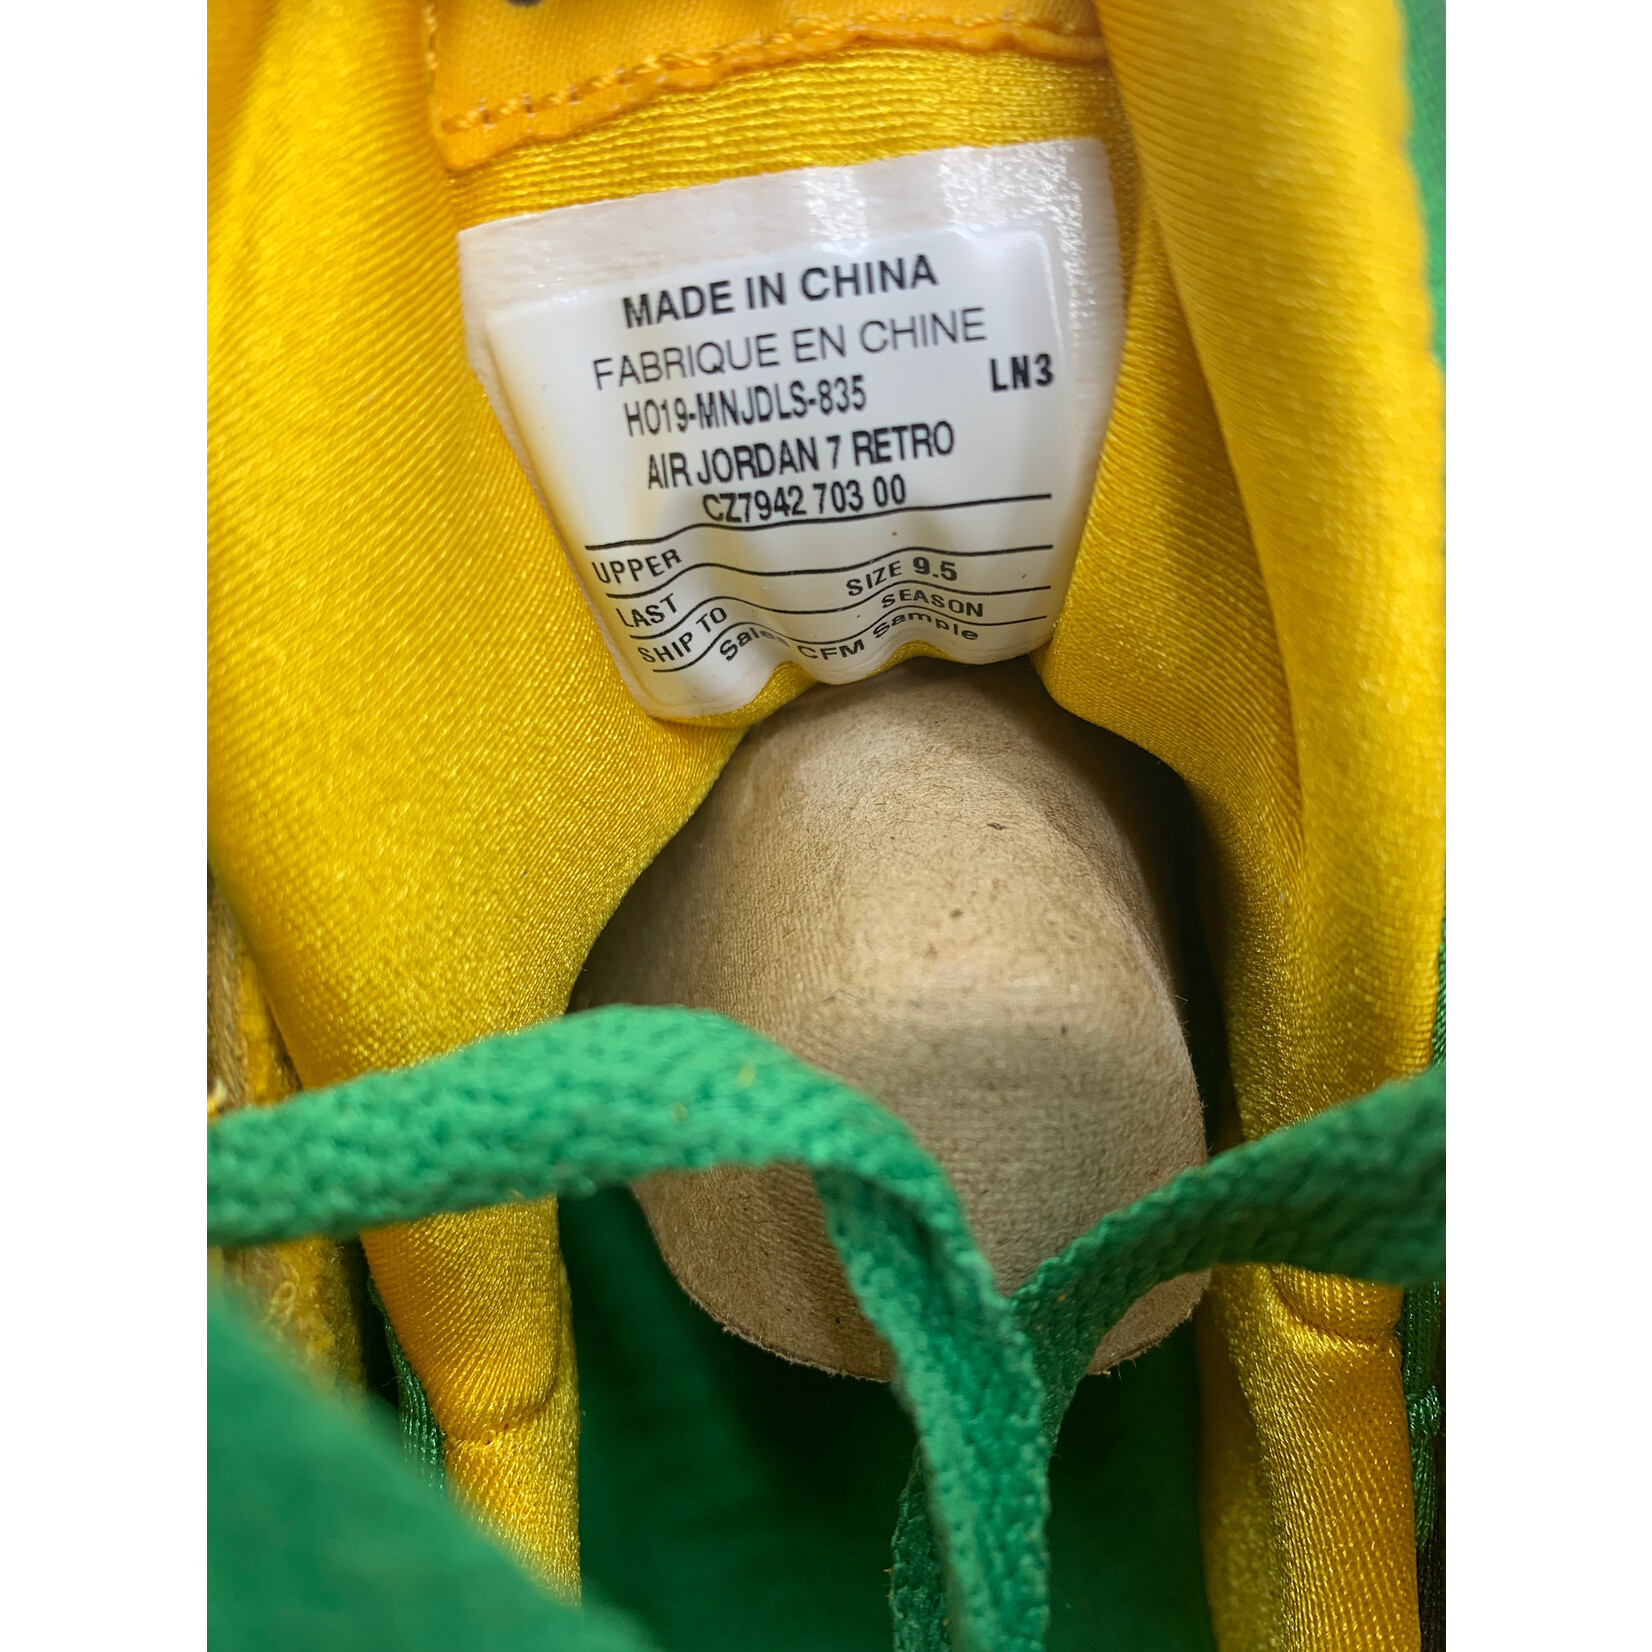 MADE IN CHINA
FABRIQUE EN CHINE
HO19-MNJDLS-835 LN3
AIR JORDAN 7 RETRO
CZ7942 703 00
UPPER
LAST SIZE 9.5
SHIP TO SEASON
Sales CFM Sample